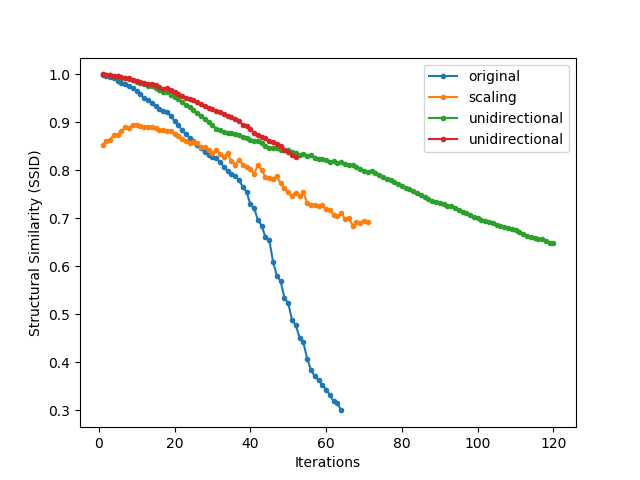 original
scaling
unidirectional
unidirectional
1.0
0.9
0.8
0.7
0.6
0.5
0.4
0.3
Structural Similarity (SSID)
0 20 40 60 80 100 120
Iterations